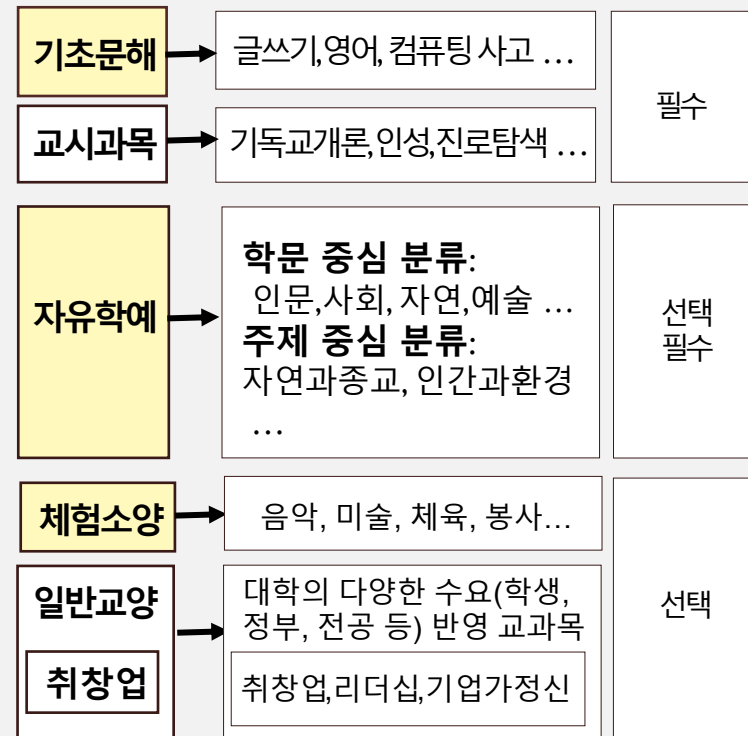 기초문해
글쓰기,영어, 컴퓨팅 사고 …
교시과목
기독교개론,인성,진로탐색 …
필수
자유학예
학문 중심 분류:
인문,사회, 자연,예술 …
주제 중심 분류:
자연과종교, 인간과환경
…
선택
필수
체험소양
음악, 미술, 체육, 봉사…
일반교양
대학의 다양한 수요(학생,
정부, 전공 등) 반영 교과목
취창업
취창업,리더십,기업가정신
선택